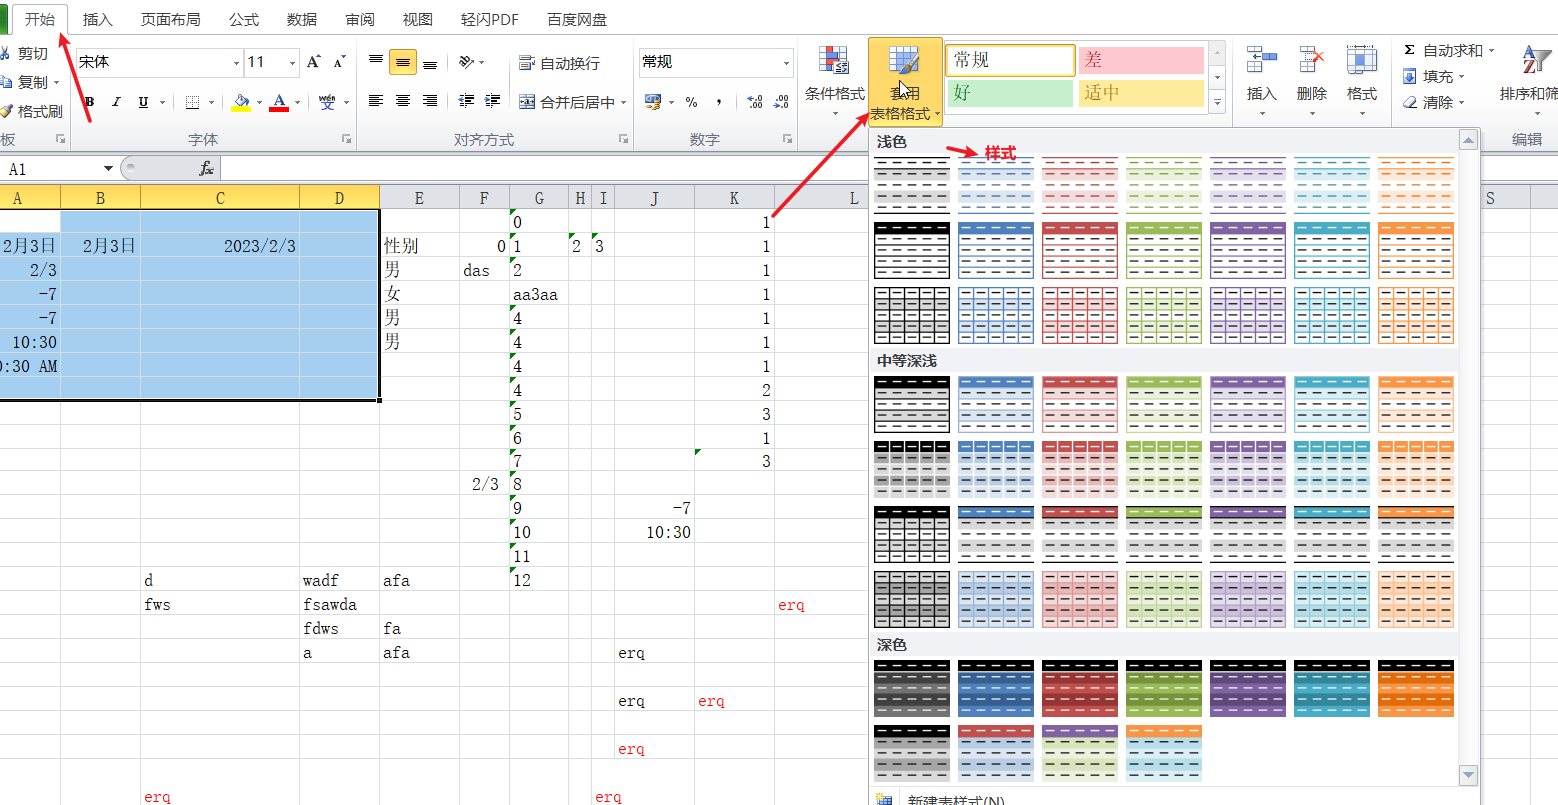 开始 插入 页面布局 公式 数据 审阅 视图 轻闪PDF 百度网盘
剪切 宋体 11 A A 自动换行 常规 常规 差 Σ 自动求和
复制 条件格式 套用 插入 删除 格式 填充 排序和筛
格式刷 B I U 变 wén 合并后居中 % , .00 .00 表格格式 好 适中 清除
板 字体 对齐方式 数字 编辑
浅色 样式
A1 fx
A B C D E F G H I J K L S
0 1
2月3日 2月3日 2023/2/3 性别 0 1 2 3 1
2/3 男 das 2 1
-7 女 aa3aa 1
-7 男 4 1
10:30 男 4 1
0:30 AM 4 1
中等深浅
4 2
5 3
6 1
7 3
2/3 8
9 -7
10 10:30
11
d wadf afa 12
fws fsawda erq
fdws fa
深色
a afa erq
erq erq
erq
erq erq
新建表样式(N)